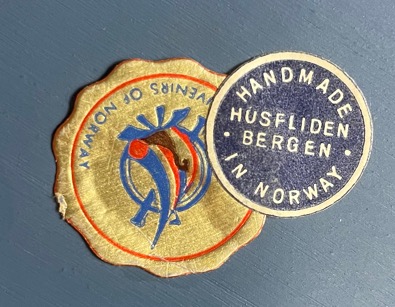 HANDMADE
HUSFLIDEN
BERGEN
IN NORWAY
OF NORWAY